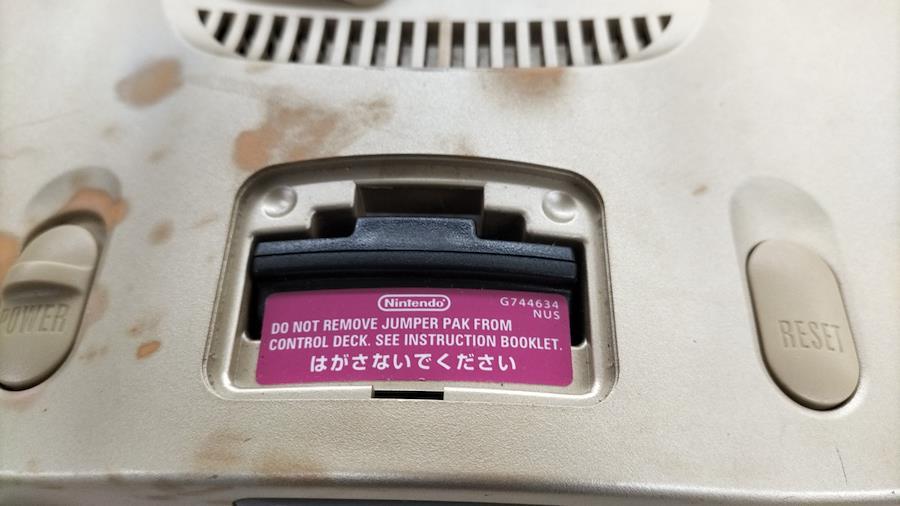 Nintendo
G744634
NUS
DO NOT REMOVE JUMPER PAK FROM
CONTROL DECK. SEE INSTRUCTION BOOKLET.
はがさないでください
POWER
RESET